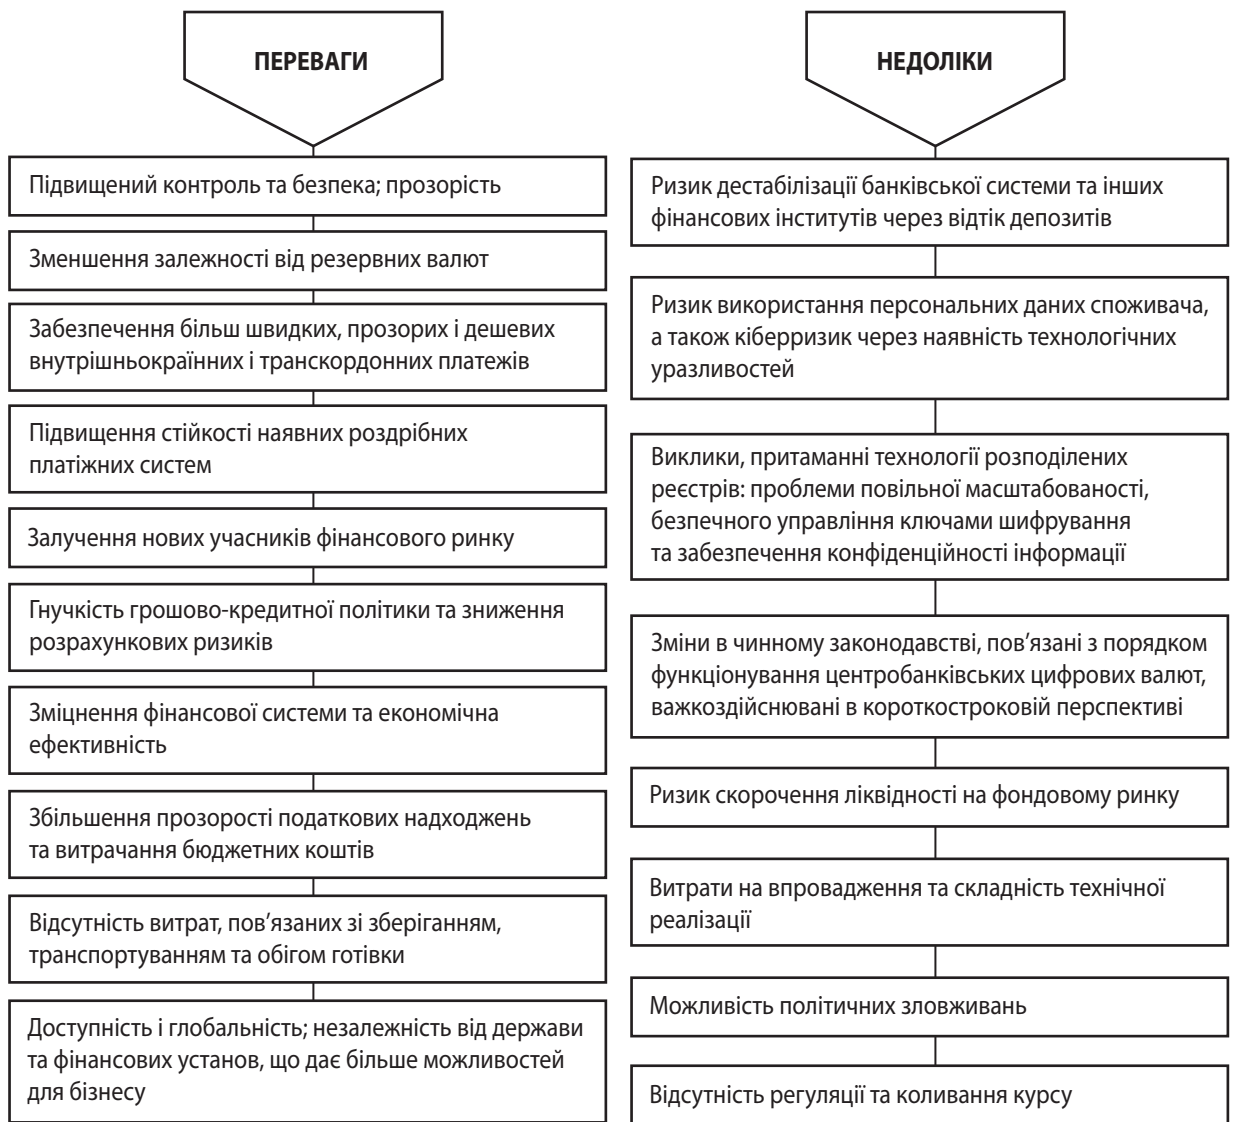 ПЕРЕВАГИ
Підвищений контроль та безпека; прозорість
Зменшення залежності від резервних валют
Забезпечення більш швидких, прозорих і дешевих
внутрішньокраїнних і транскордонних платежів
Підвищення стійкості наявних роздрібних
платіжних систем
Залучення нових учасників фінансового ринку
Гнучкість грошово-кредитної політики та зниження
розрахункових ризиків
Зміцнення фінансової системи та економічна
ефективність
Збільшення прозорості податкових надходжень
та витрачання бюджетних коштів
Відсутність витрат, пов’язаних зі зберіганням,
транспортуванням та обігом готівки
Доступність і глобальність; незалежність від держави
та фінансових установ, що дає більше можливостей
для бізнесу
НЕДОЛІКИ
Ризик дестабілізації банківської системи та інших
фінансових інститутів через відтік депозитів
Ризик використання персональних даних споживача,
а також кіберризик через наявність технологічних
уразливостей
Виклики, притаманні технології розподілених
реєстрів: проблеми повільної масштабованості,
безпечного управління ключами шифрування
та забезпечення конфіденційності інформації
Зміни в чинному законодавстві, пов’язані з порядком
функціонування центробанківських цифрових валют,
важкоздійснювані в короткостроковій перспективі
Ризик скорочення ліквідності на фондовому ринку
Витрати на впровадження та складність технічної
реалізації
Можливість політичних зловживань
Відсутність регуляції та коливання курсу